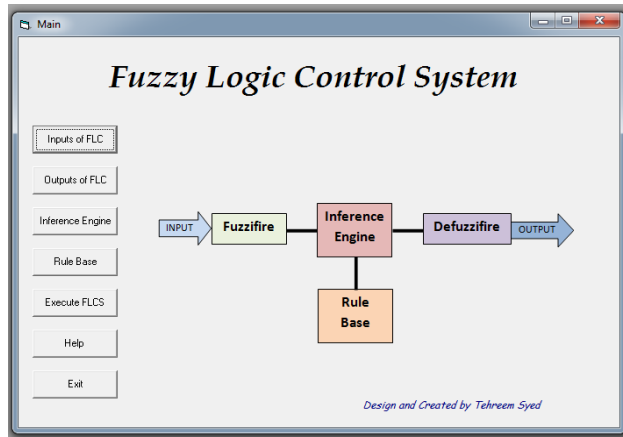 Main
Fuzzy Logic Control System
Inputs of FLC
Outputs of FLC
Inference Engine
Rule Base
Execute FLCS
Help
Exit
INPUT
Fuzzifire
Inference
Engine
Defuzzifire
OUTPUT
Rule
Base
Design and Created by Tehreem Syed